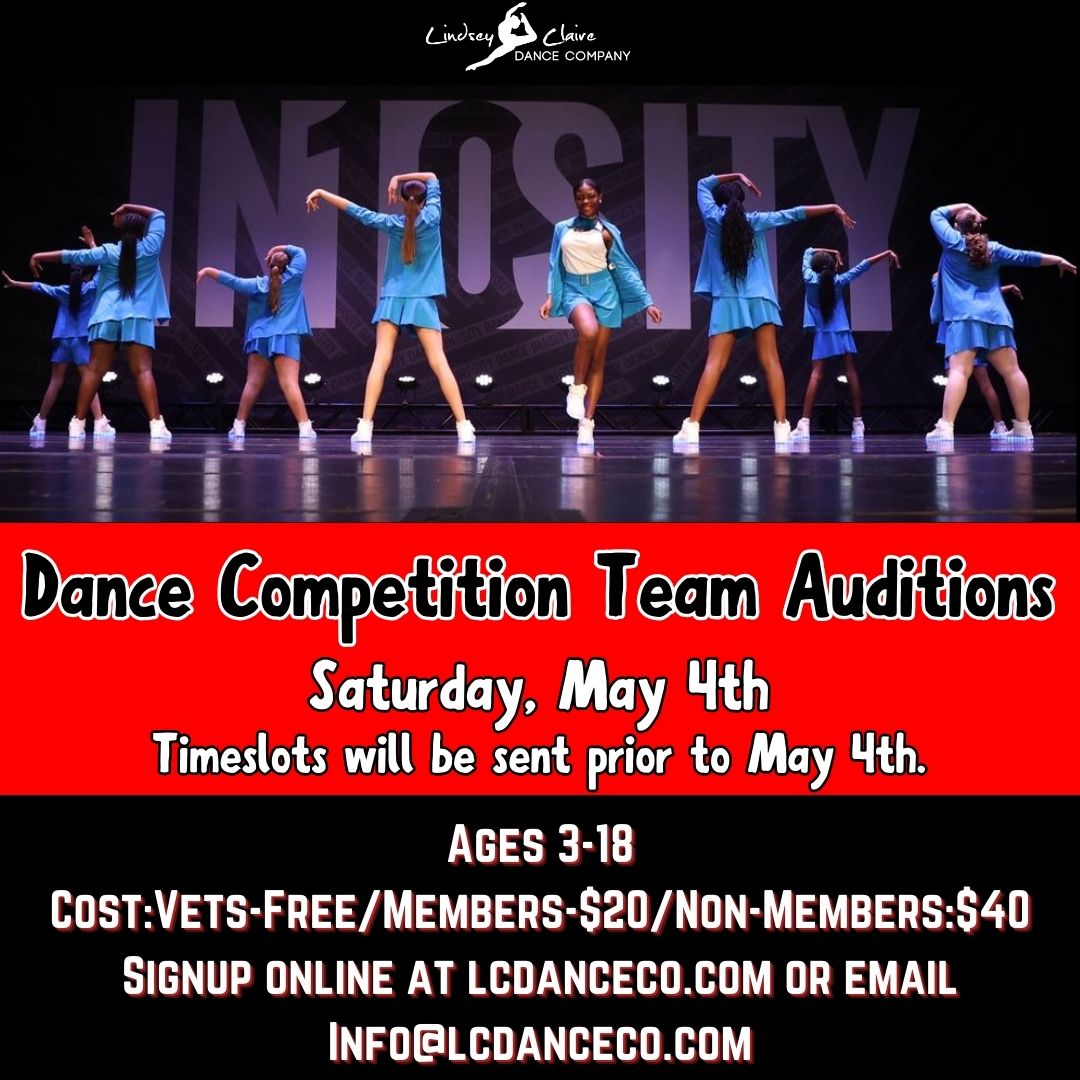 Lindsey Claire
DANCE COMPANY
IN10SITY
Dance Competition Team Auditions
Saturday, May 4th
Timeslots will be sent prior to May 4th.
AGES 3-18
COST:VETS-FREE/MEMBERS-$20/NON-MEMBERS:$40
SIGNUP ONLINE AT LCDANCECO.COM OR EMAIL
INFO@LCDANCECO.COM